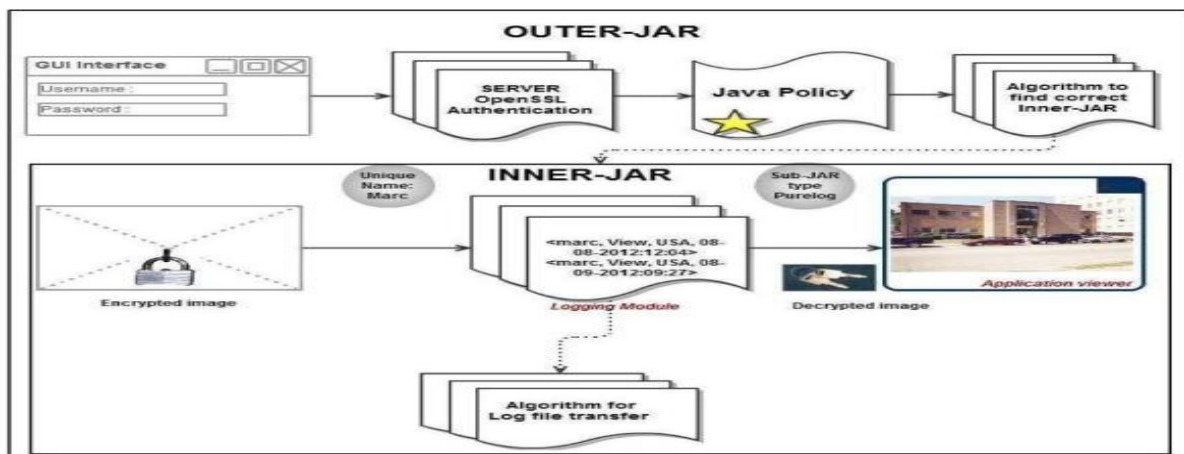 OUTER-JAR
GUI Interface
Username :
Password :
SERVER
OpenSSL
Authentication
Java Policy
Algorithm to
find correct
Inner-JAR
INNER-JAR
Unique
Name:
Marc
Sub-JAR
type
Purelog
<marc, View, USA, 08-
08-2012:12:04>
<marc, View, USA, 08-
09-2012:09:27>
Encrypted image
Logging Module
Decrypted image
Application viewer
Algorithm for
Log file transfer